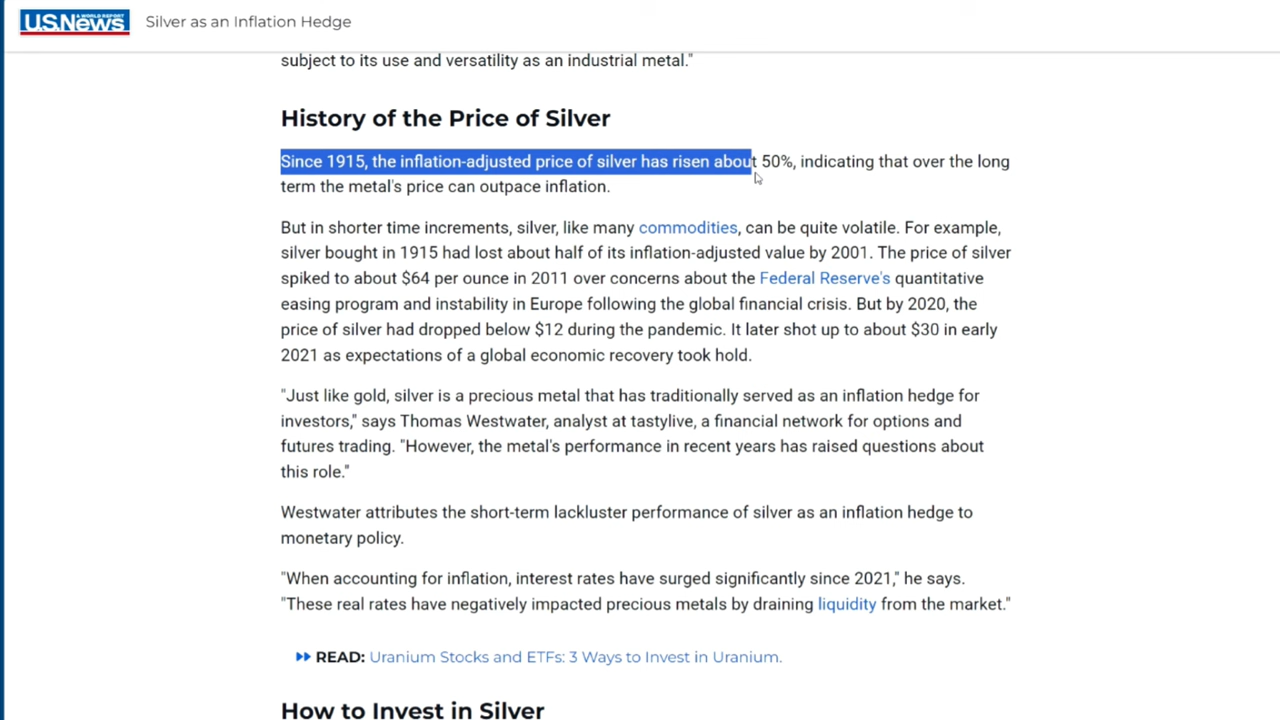 U.S.News
& WORLD REPORT
Silver as an Inflation Hedge
subject to its use and versatility as an industrial metal."
History of the Price of Silver
Since 1915, the inflation-adjusted price of silver has risen about 50%, indicating that over the long
term the metal's price can outpace inflation.
But in shorter time increments, silver, like many commodities, can be quite volatile. For example,
silver bought in 1915 had lost about half of its inflation-adjusted value by 2001. The price of silver
spiked to about $64 per ounce in 2011 over concerns about the Federal Reserve's quantitative
easing program and instability in Europe following the global financial crisis. But by 2020, the
price of silver had dropped below $12 during the pandemic. It later shot up to about $30 in early
2021 as expectations of a global economic recovery took hold.
"Just like gold, silver is a precious metal that has traditionally served as an inflation hedge for
investors," says Thomas Westwater, analyst at tastylive, a financial network for options and
futures trading. "However, the metal's performance in recent years has raised questions about
this role."
Westwater attributes the short-term lackluster performance of silver as an inflation hedge to
monetary policy.
"When accounting for inflation, interest rates have surged significantly since 2021," he says.
"These real rates have negatively impacted precious metals by draining liquidity from the market."
READ: Uranium Stocks and ETFs: 3 Ways to Invest in Uranium.
How to Invest in Silver